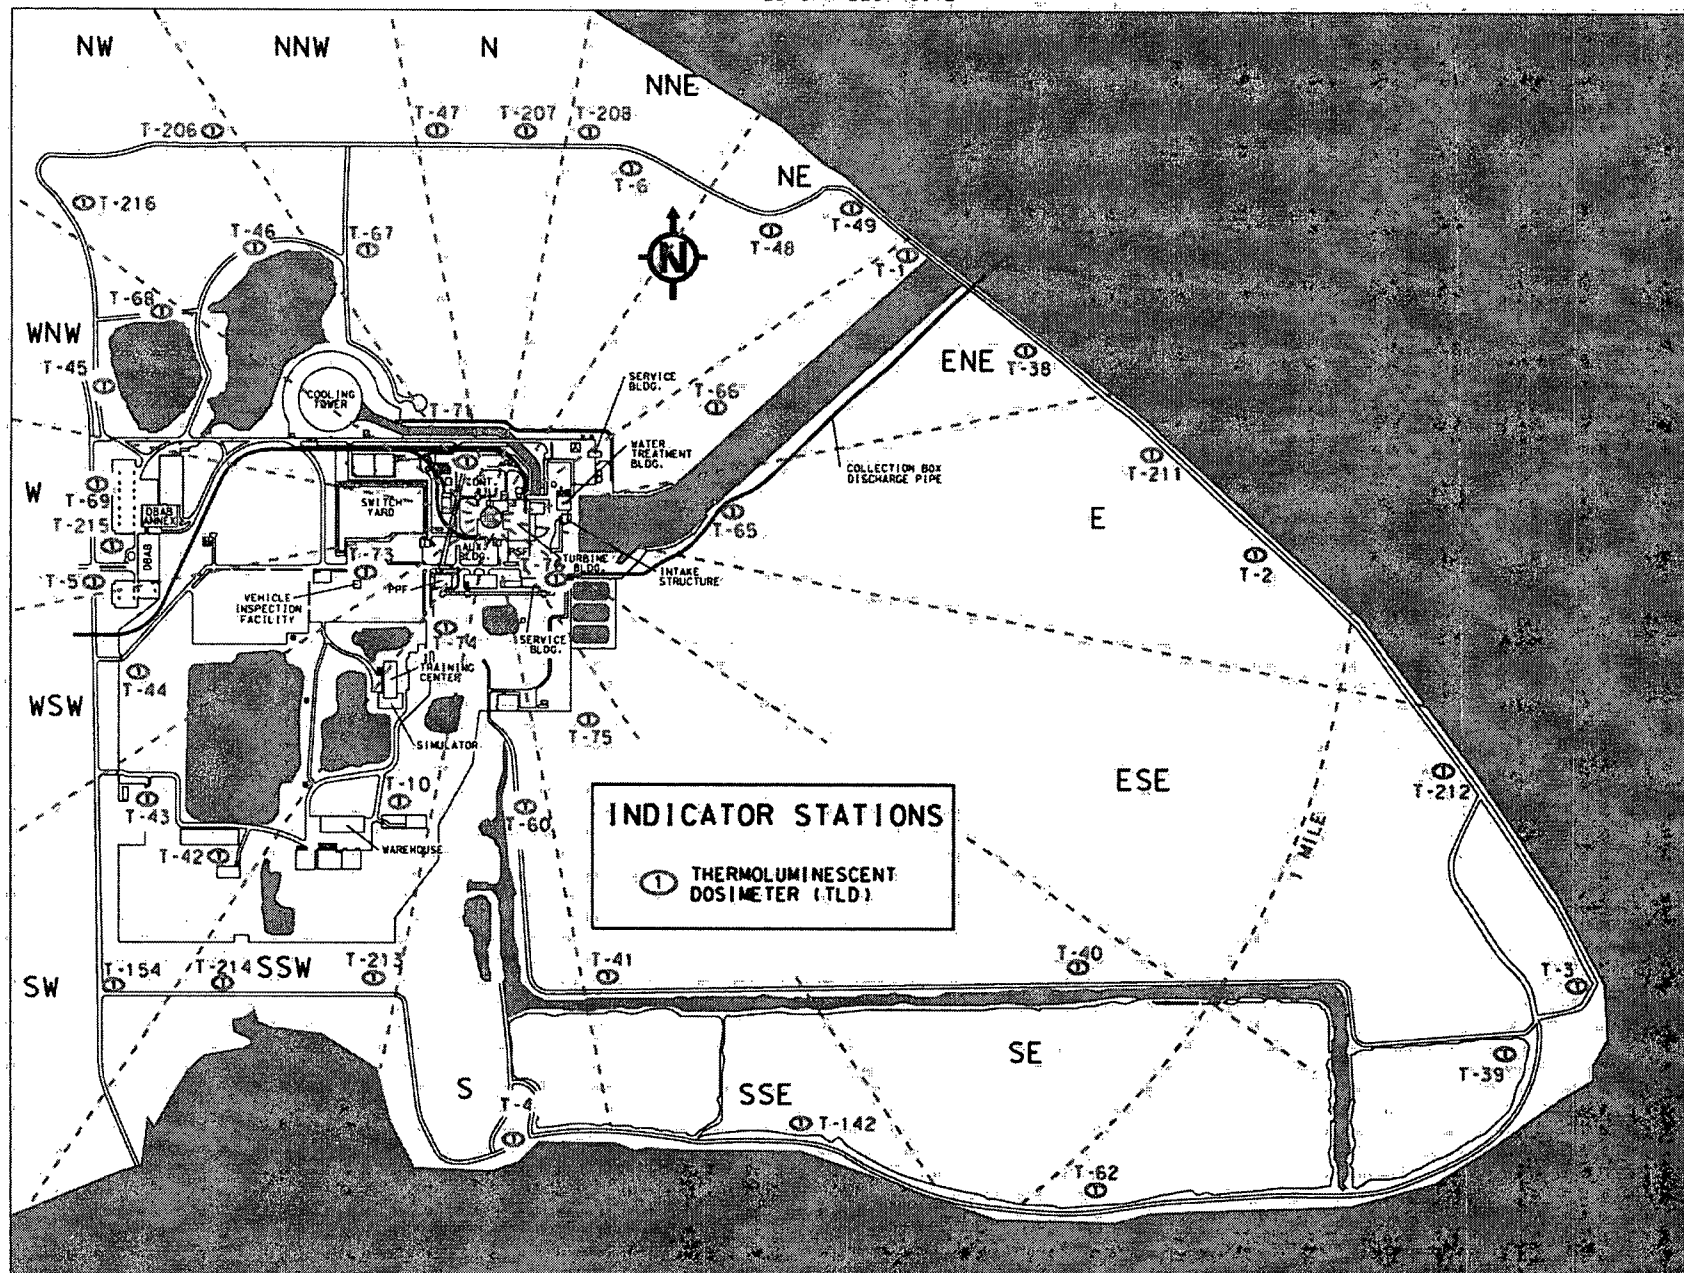 NW
NNW
N
NNE
T-206
T-47
T-207
T-208
T-6
NE
T-216
T-49
T-48
T-46
T-67
N
T-1
T-68
WNW
T-45
ENE
T-38
SERVICE
BLDG.
COOLING
TOWER
T-66
T-71
WATER
TREATMENT
BLDG.
COLLECTION BOX
DISCHARGE PIPE
T-211
W
T-69
T-215
SWITCH
YARD
DBAB
ANNEX
DBAB
T-65
E
T-73
AUX.
BLDG.
TURBINE
BLDG.
T-2
T-5
INTAKE
STRUCTURE
VEHICLE
INSPECTION
FACILITY
PPF
T-74
SERVICE
BLDG.
TRAINING
CENTER
T-44
WSW
T-75
SIMULATOR
T-10
ESE
T-212
T-43
T-60
INDICATOR STATIONS
1 THERMOLUMINESCENT
DOSIMETER (TLD)
1 MILE
WAREHOUSE
T-42
T-154
T-214
SSW
T-213
T-41
T-40
T-3
SW
SE
T-39
S
T-4
SSE
T-142
T-62